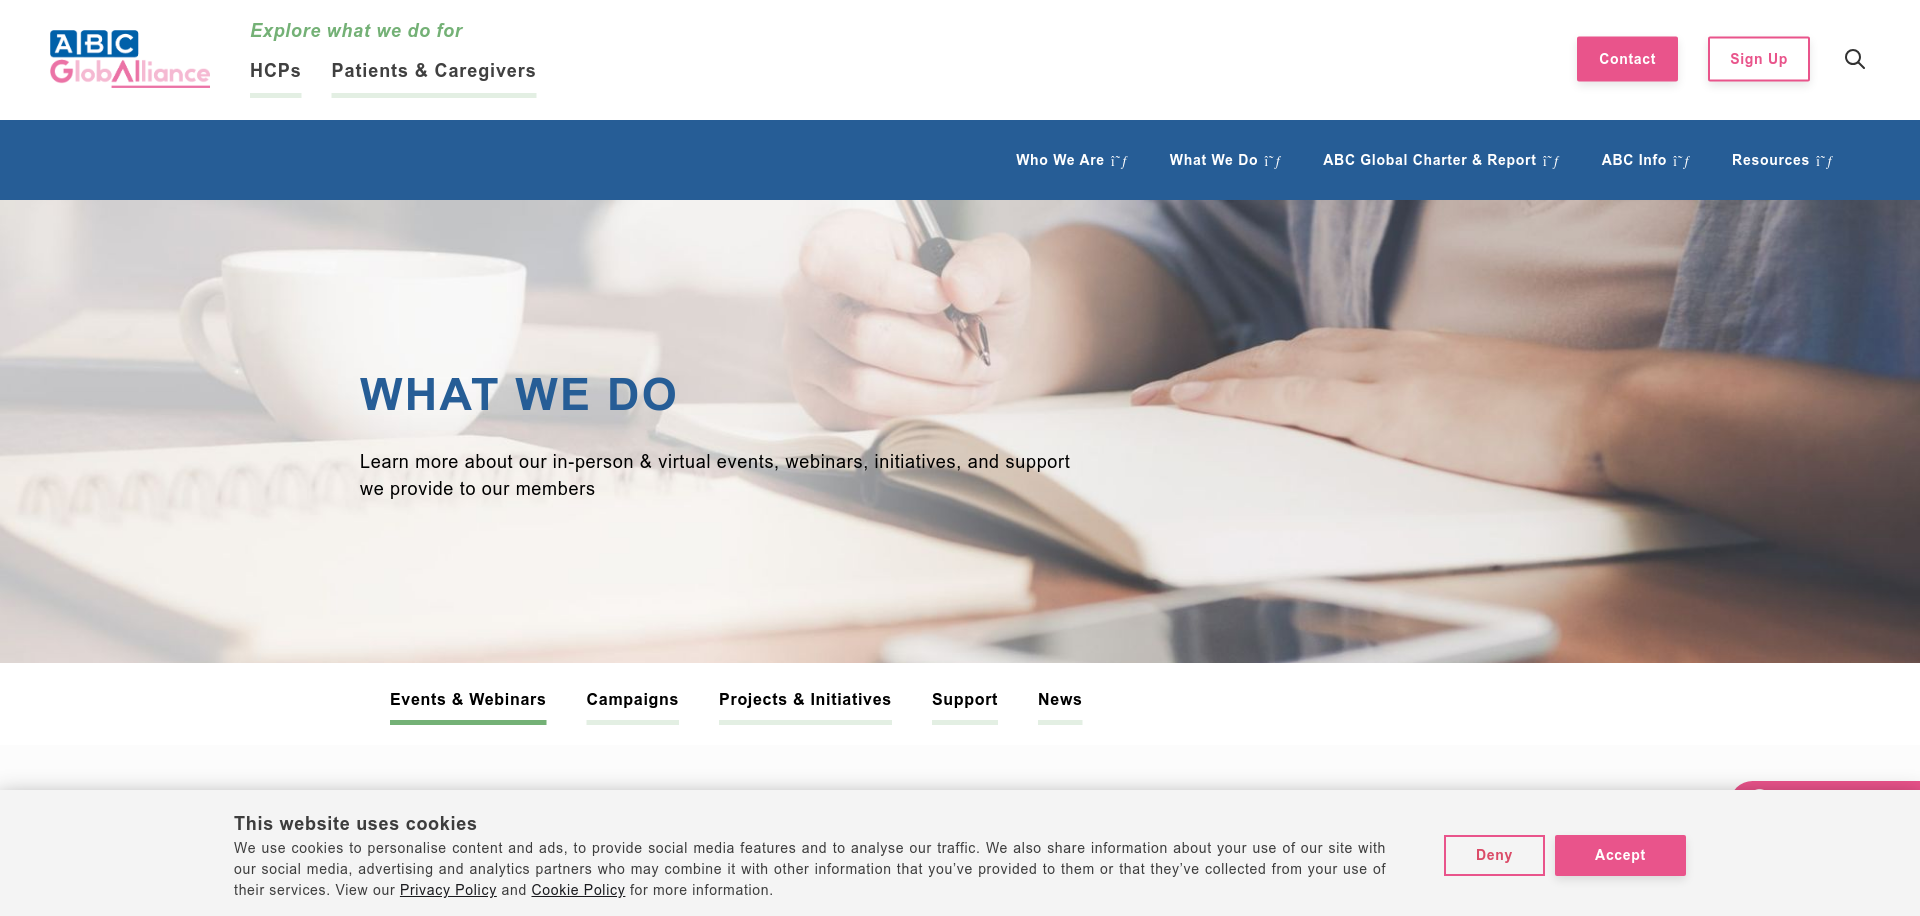 ABC
GlobAlliance
Explore what we do for
HCPs
Patients & Caregivers
Contact
Sign Up
Who We Are îˆƒ
What We Do îˆƒ
ABC Global Charter & Report îˆƒ
ABC Info îˆƒ
Resources îˆƒ
WHAT WE DO
Learn more about our in-person & virtual events, webinars, initiatives, and support
we provide to our members
Events & Webinars
Campaigns
Projects & Initiatives
Support
News
This website uses cookies
We use cookies to personalise content and ads, to provide social media features and to analyse our traffic. We also share information about your use of our site with
our social media, advertising and analytics partners who may combine it with other information that you’ve provided to them or that they’ve collected from your use of
their services. View our Privacy Policy and Cookie Policy for more information.
Deny
Accept